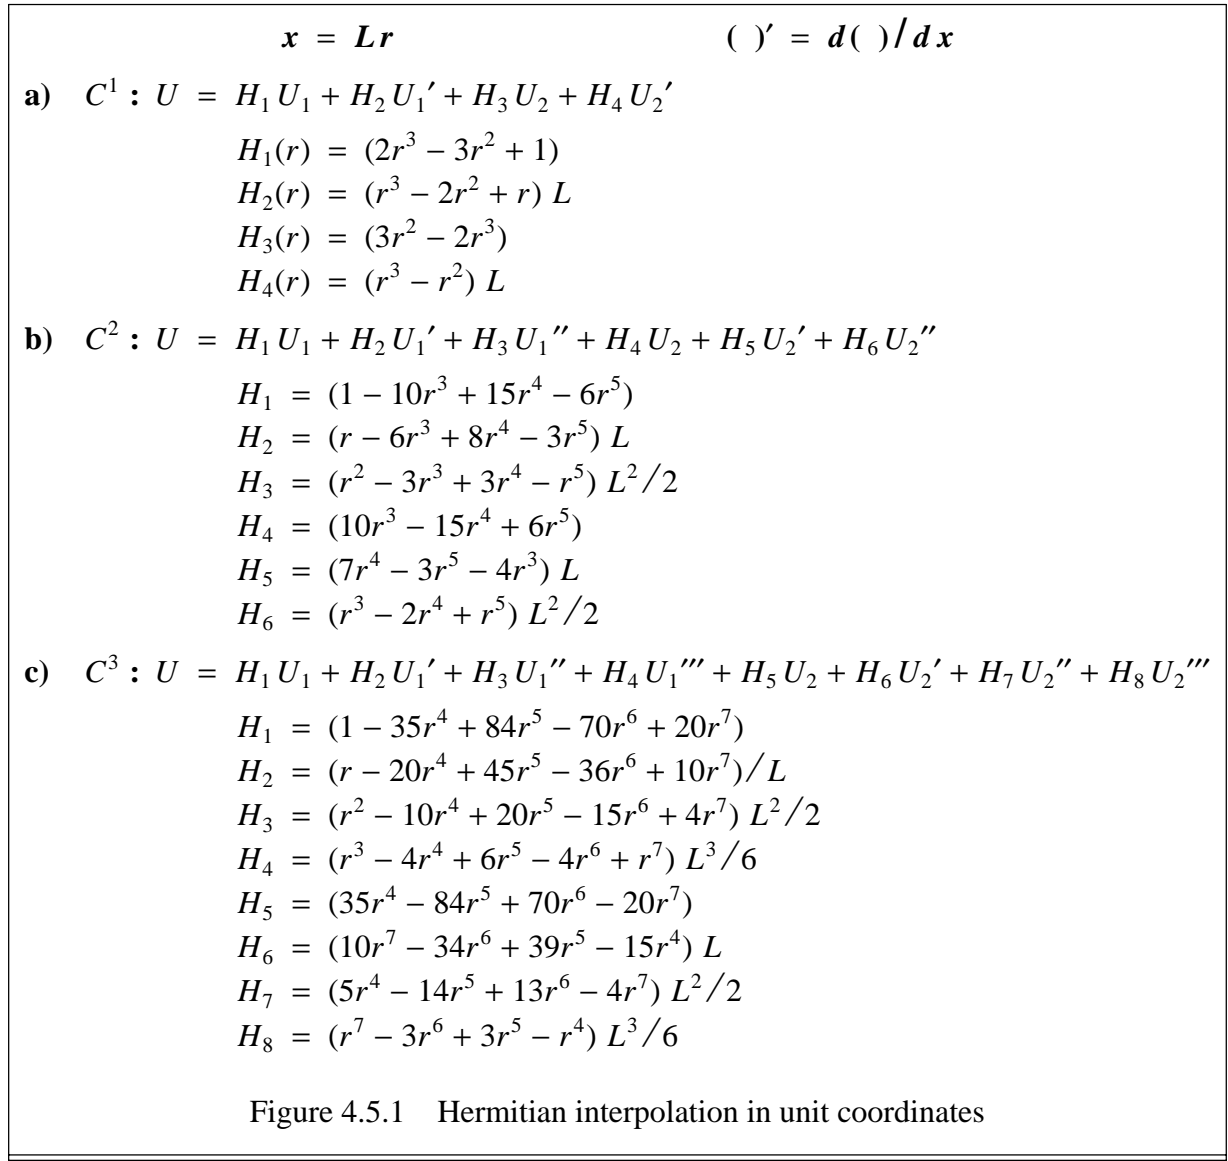 x = L r ( )′ = d( ) / d x
a) C¹ : U = H₁ U₁ + H₂ U₁′ + H₃ U₂ + H₄ U₂′
H₁(r) = (2r³ − 3r² + 1)
H₂(r) = (r³ − 2r² + r) L
H₃(r) = (3r² − 2r³)
H₄(r) = (r³ − r²) L
b) C² : U = H₁ U₁ + H₂ U₁′ + H₃ U₁′′ + H₄ U₂ + H₅ U₂′ + H₆ U₂′′
H₁ = (1 − 10r³ + 15r⁴ − 6r⁵)
H₂ = (r − 6r³ + 8r⁴ − 3r⁵) L
H₃ = (r² − 3r³ + 3r⁴ − r⁵) L² / 2
H₄ = (10r³ − 15r⁴ + 6r⁵)
H₅ = (7r⁴ − 3r⁵ − 4r³) L
H₆ = (r³ − 2r⁴ + r⁵) L² / 2
c) C³ : U = H₁ U₁ + H₂ U₁′ + H₃ U₁′′ + H₄ U₁′′′ + H₅ U₂ + H₆ U₂′ + H₇ U₂′′ + H₈ U₂′′′
H₁ = (1 − 35r⁴ + 84r⁵ − 70r⁶ + 20r⁷)
H₂ = (r − 20r⁴ + 45r⁵ − 36r⁶ + 10r⁷) / L
H₃ = (r² − 10r⁴ + 20r⁵ − 15r⁶ + 4r⁷) L² / 2
H₄ = (r³ − 4r⁴ + 6r⁵ − 4r⁶ + r⁷) L³ / 6
H₅ = (35r⁴ − 84r⁵ + 70r⁶ − 20r⁷)
H₆ = (10r⁷ − 34r⁶ + 39r⁵ − 15r⁴) L
H₇ = (5r⁴ − 14r⁵ + 13r⁶ − 4r⁷) L² / 2
H₈ = (r⁷ − 3r⁶ + 3r⁵ − r⁴) L³ / 6
Figure 4.5.1 Hermitian interpolation in unit coordinates